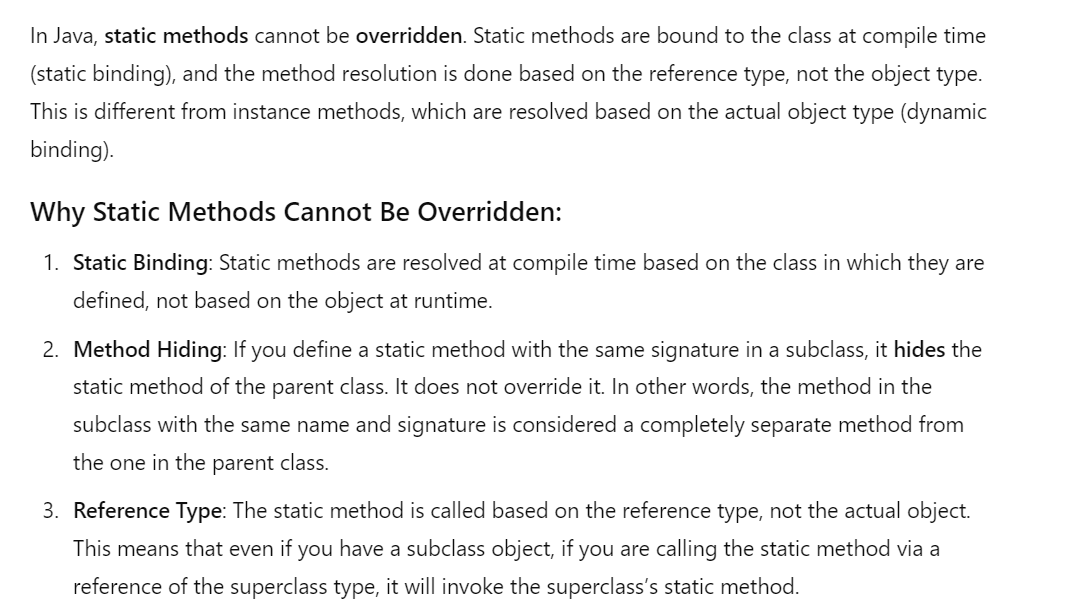 In Java, static methods cannot be overridden. Static methods are bound to the class at compile time
(static binding), and the method resolution is done based on the reference type, not the object type.
This is different from instance methods, which are resolved based on the actual object type (dynamic
binding).
Why Static Methods Cannot Be Overridden:
1. Static Binding: Static methods are resolved at compile time based on the class in which they are
defined, not based on the object at runtime.
2. Method Hiding: If you define a static method with the same signature in a subclass, it hides the
static method of the parent class. It does not override it. In other words, the method in the
subclass with the same name and signature is considered a completely separate method from
the one in the parent class.
3. Reference Type: The static method is called based on the reference type, not the actual object.
This means that even if you have a subclass object, if you are calling the static method via a
reference of the superclass type, it will invoke the superclass’s static method.